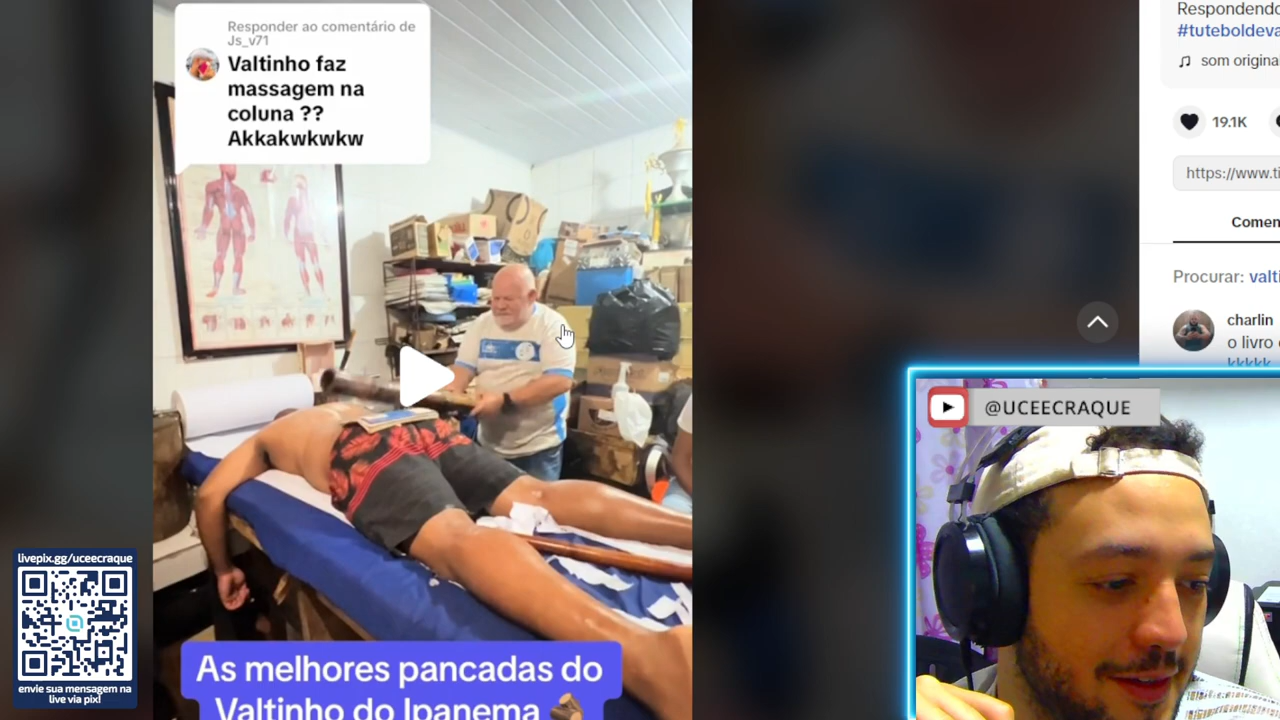 Responder ao comentário de
Js_v71
Valtinho faz
massagem na
coluna ??
Akkakwkwkw
As melhores pancadas do
Valtinho do Ipanema
livepix.gg/uceecraque
envie sua mensagem na
live via pix!
Respondendo
#tuteboldeva
som origina
19.1K
https://www.ti
Comen
Procurar: valti
charlin
o livro
kkkkk
@UCEECRAQUE